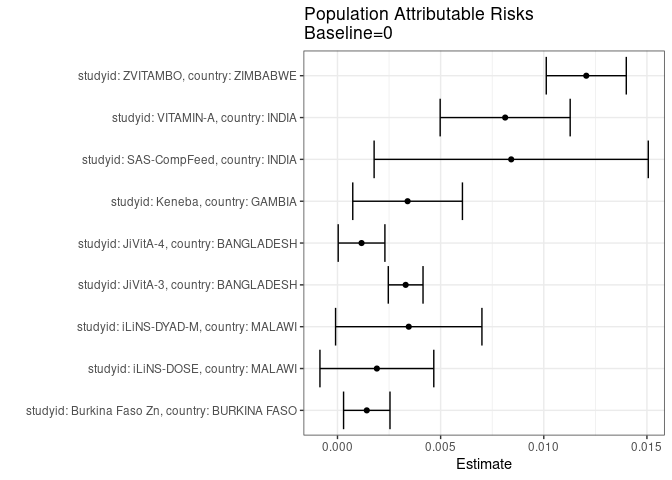 Population Attributable Risks
Baseline=0
studyid: ZVITAMBO, country: ZIMBABWE
studyid: VITAMIN-A, country: INDIA
studyid: SAS-CompFeed, country: INDIA
studyid: Keneba, country: GAMBIA
studyid: JiVitA-4, country: BANGLADESH
studyid: JiVitA-3, country: BANGLADESH
studyid: iLiNS-DYAD-M, country: MALAWI
studyid: iLiNS-DOSE, country: MALAWI
studyid: Burkina Faso Zn, country: BURKINA FASO
0.000 0.005 0.010 0.015
Estimate